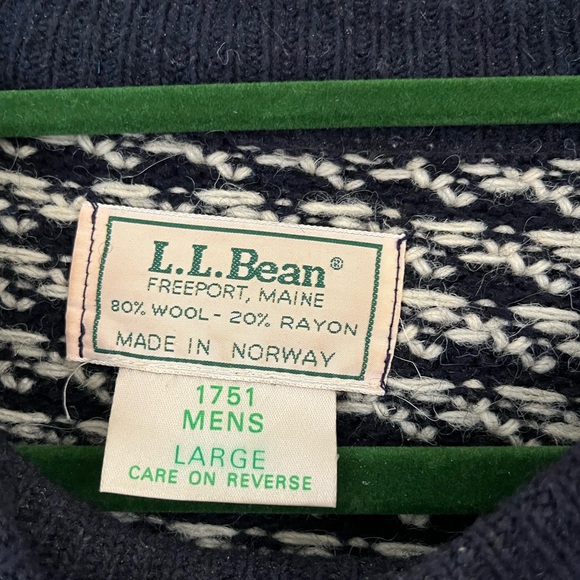 L.L.Bean®
FREEPORT, MAINE
80% WOOL - 20% RAYON
MADE IN NORWAY
1751
MENS
LARGE
CARE ON REVERSE